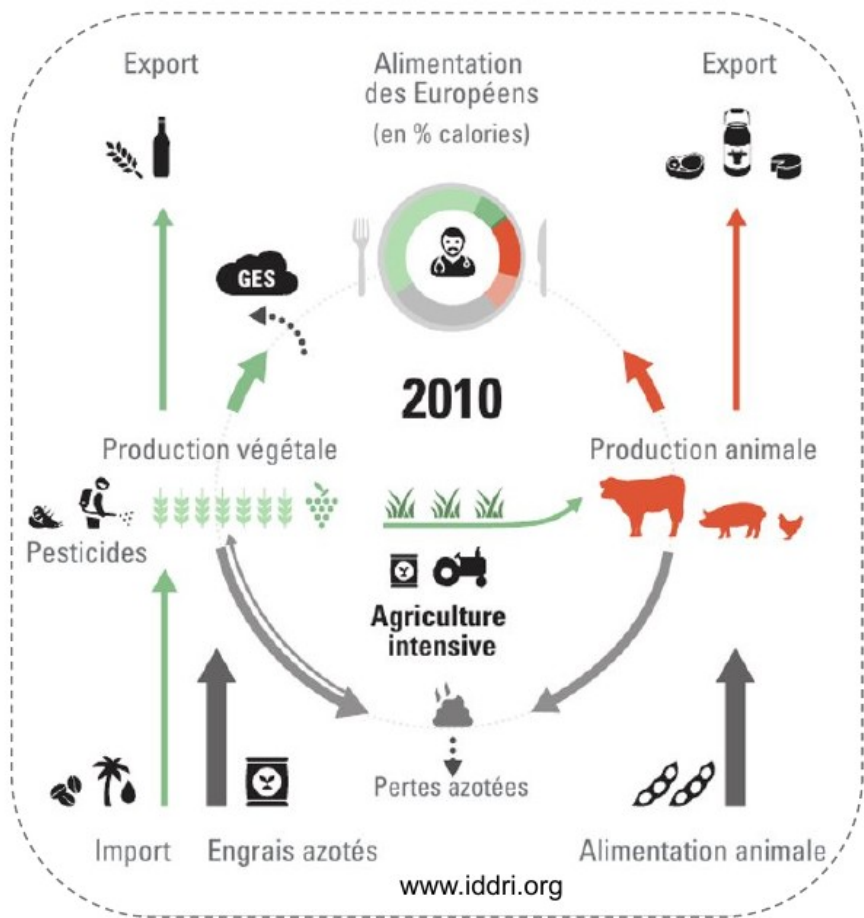 Export
Alimentation
des Européens
(en % calories)
Export
GES
2010
Production végétale
Production animale
Pesticides
Agriculture
intensive
Pertes azotées
Import
Engrais azotés
Alimentation animale
www.iddri.org